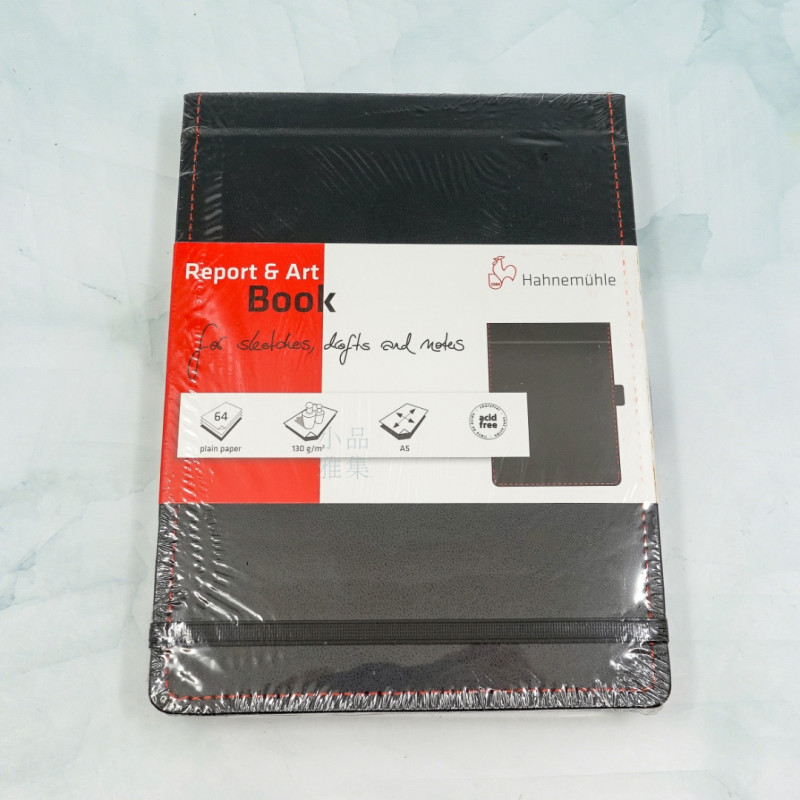 Report & Art
Book
Hahnemühle
for sketches, drafts and notes
64
plain paper
130 g/m²
A5
acid
free
小品
雅集